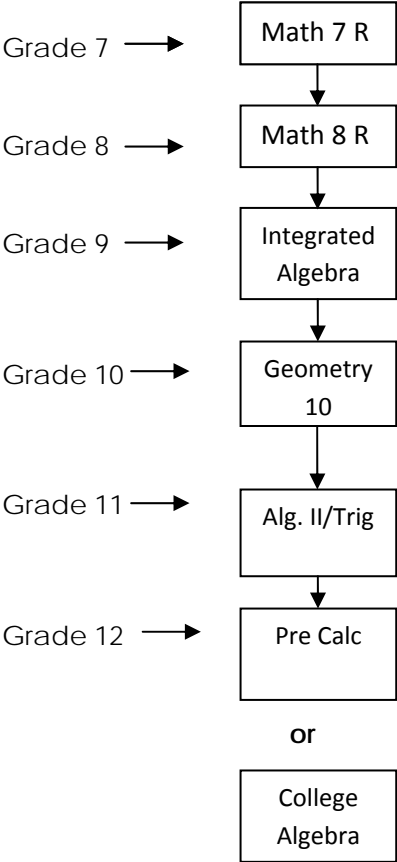 Grade 7
Math 7 R
Grade 8
Math 8 R
Grade 9
Integrated
Algebra
Grade 10
Geometry
10
Grade 11
Alg. II/Trig
Grade 12
Pre Calc
or
College
Algebra